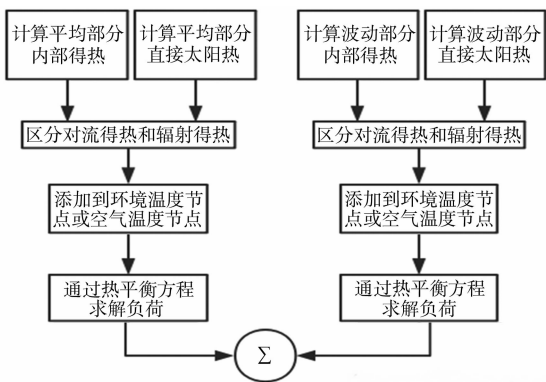 计算平均部分
内部得热
计算平均部分
直接太阳热
计算波动部分
内部得热
计算波动部分
直接太阳热
区分对流得热和辐射得热
区分对流得热和辐射得热
添加到环境温度节
点或空气温度节点
添加到环境温度节
点或空气温度节点
通过热平衡方程
求解负荷
通过热平衡方程
求解负荷
Σ